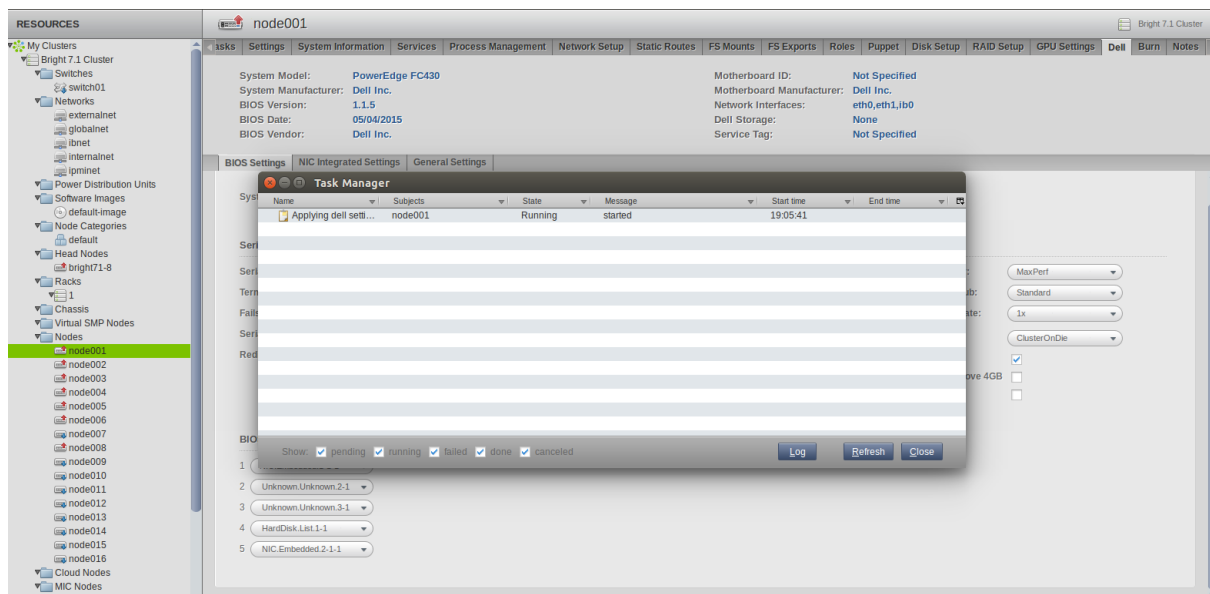 RESOURCES
My Clusters
Bright 7.1 Cluster
Switches
switch01
Networks
externalnet
globalnet
ibnet
internalnet
ipminet
Power Distribution Units
Software Images
default-image
Node Categories
default
Head Nodes
bright71-8
Racks
1
Chassis
Virtual SMP Nodes
Nodes
node001
node002
node003
node004
node005
node006
node007
node008
node009
node010
node011
node012
node013
node014
node015
node016
Cloud Nodes
MIC Nodes
node001 Bright 7.1 Cluster
asks Settings System Information Services Process Management Network Setup Static Routes FS Mounts FS Exports Roles Puppet Disk Setup RAID Setup GPU Settings Dell Burn Notes
System Model: PowerEdge FC430 Motherboard ID: Not Specified
System Manufacturer: Dell Inc. Motherboard Manufacturer: Dell Inc.
BIOS Version: 1.1.5 Network Interfaces: eth0,eth1,ib0
BIOS Date: 05/04/2015 Dell Storage: None
BIOS Vendor: Dell Inc. Service Tag: Not Specified
BIOS Settings NIC Integrated Settings General Settings
Task Manager
Name Subjects State Message Start time End time
Applying dell setti... node001 Running started 19:05:41
Show: pending running failed done canceled Log Refresh Close
Sys
Seri
Seri : MaxPerf
Term ub: Standard
Fails ate: 1x
Seri ClusterOnDie
Red
ove 4GB
BIO
1
2 Unknown.Unknown.2-1
3 Unknown.Unknown.3-1
4 HardDisk.List.1-1
5 NIC.Embedded.2-1-1